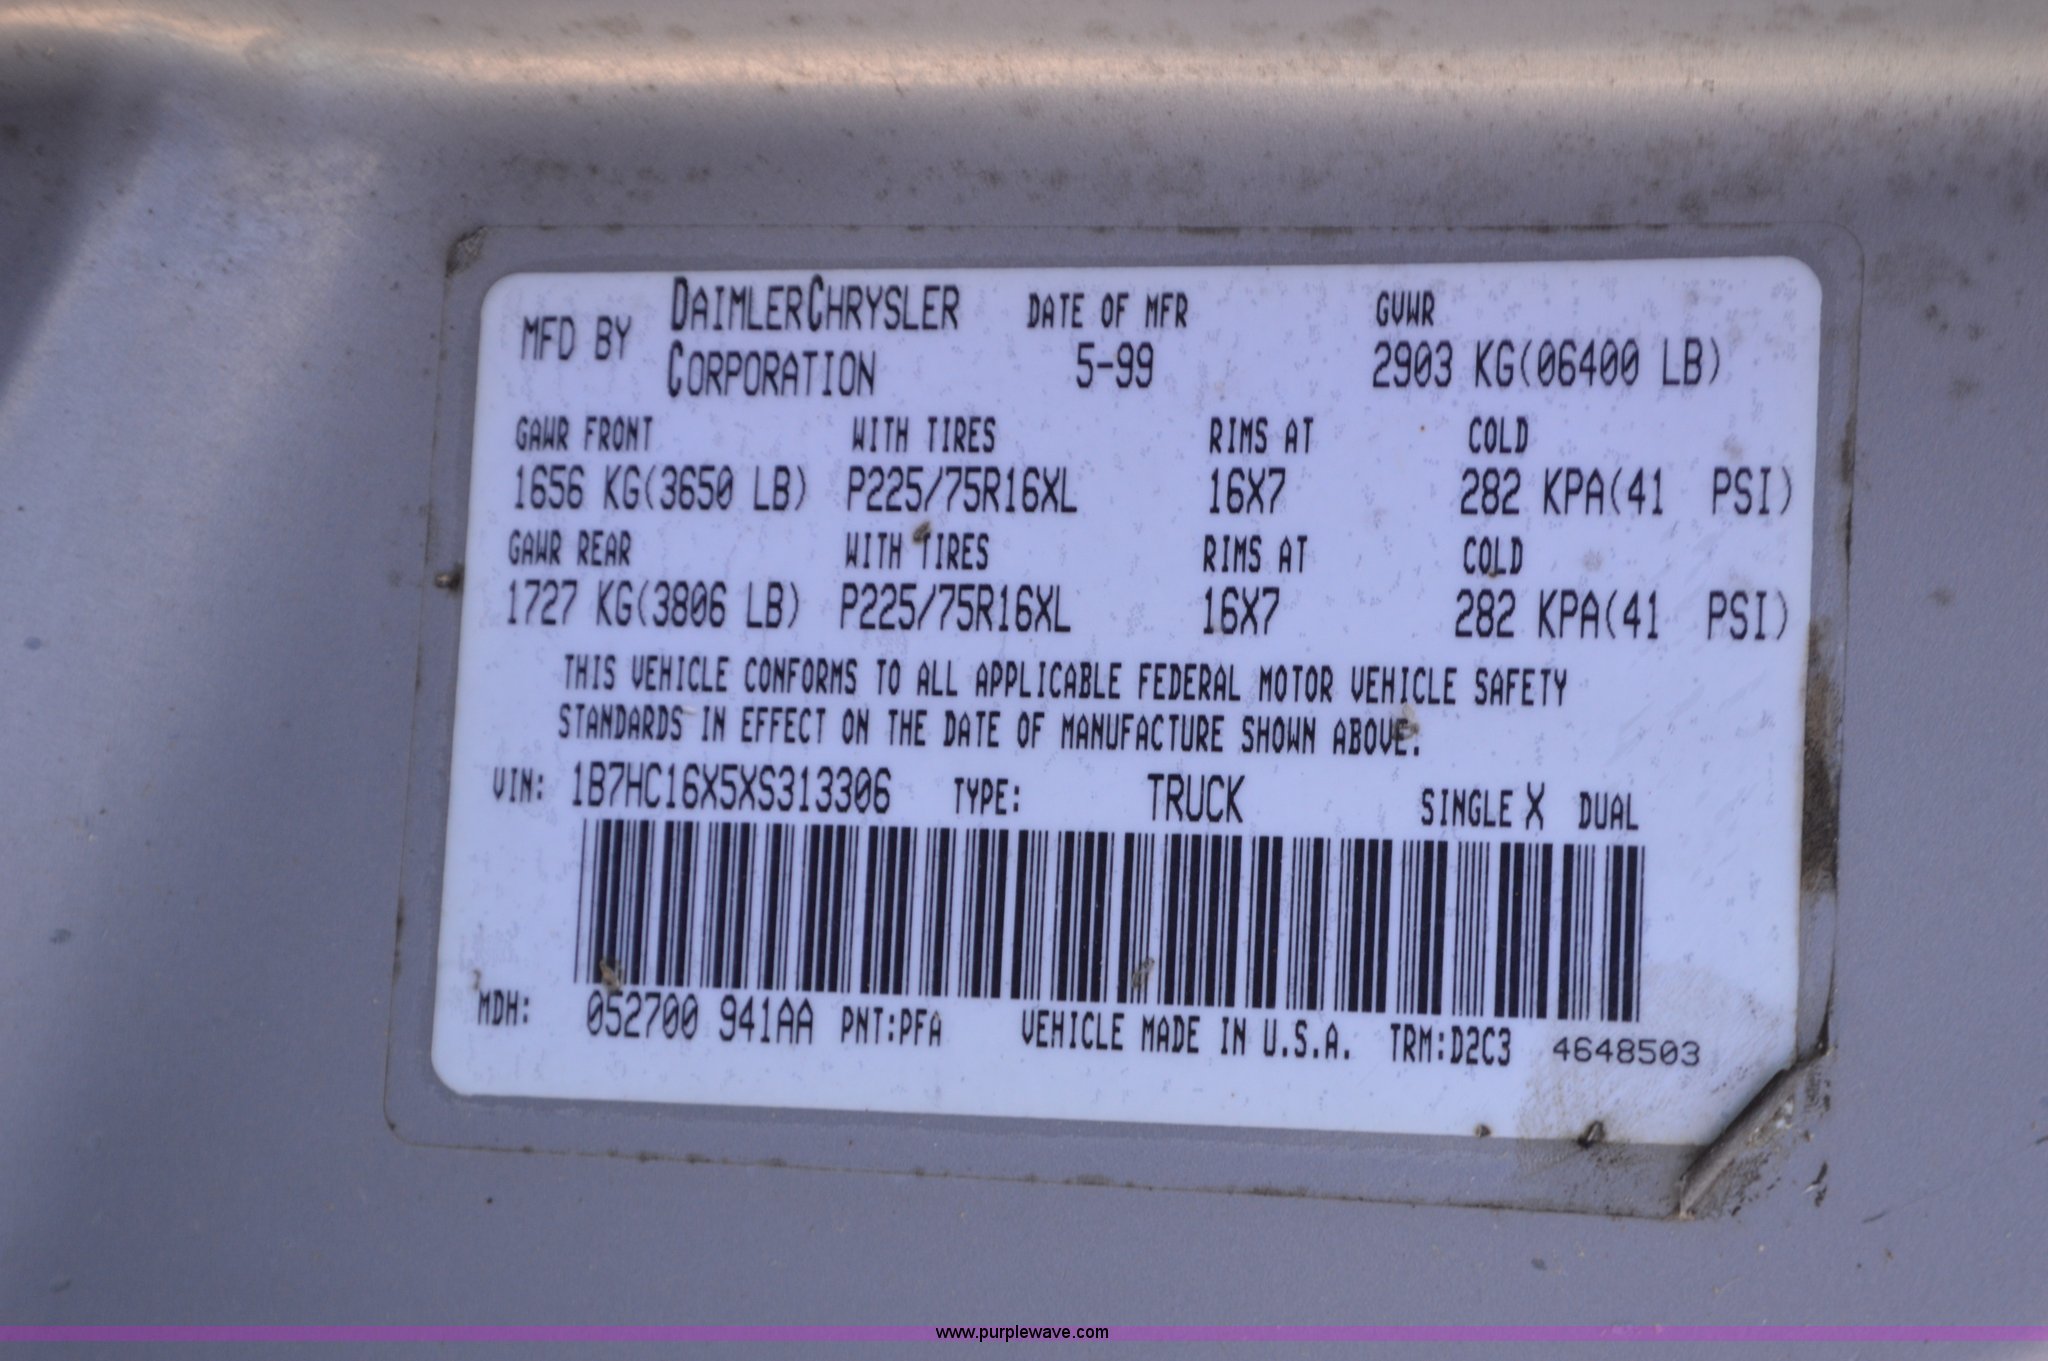 MFD BY DAIMLERCHRYSLER CORPORATION DATE OF MFR 5-99 GVWR 2903 KG(06400 LB)
GAWR FRONT WITH TIRES RIMS AT COLD
1656 KG(3650 LB) P225/75R16XL 16X7 282 KPA(41 PSI)
GAWR REAR WITH TIRES RIMS AT COLD
1727 KG(3806 LB) P225/75R16XL 16X7 282 KPA(41 PSI)
THIS VEHICLE CONFORMS TO ALL APPLICABLE FEDERAL MOTOR VEHICLE SAFETY
STANDARDS IN EFFECT ON THE DATE OF MANUFACTURE SHOWN ABOVE.
VIN: 1B7HC16X5XS313306 TYPE: TRUCK SINGLE X DUAL
MDH: 052700 941AA PNT:PFA VEHICLE MADE IN U.S.A. TRM:D2C3 4648503
www.purplewave.com